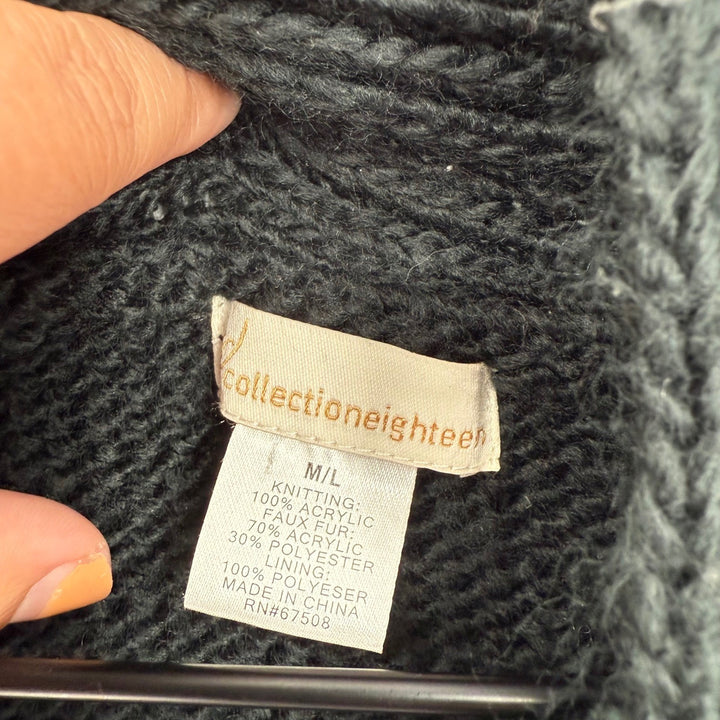 collectioneighteen
M/L
KNITTING:
100% ACRYLIC
FAUX FUR:
70% ACRYLIC
30% POLYESTER
LINING:
100% POLYESER
MADE IN CHINA
RN#67508